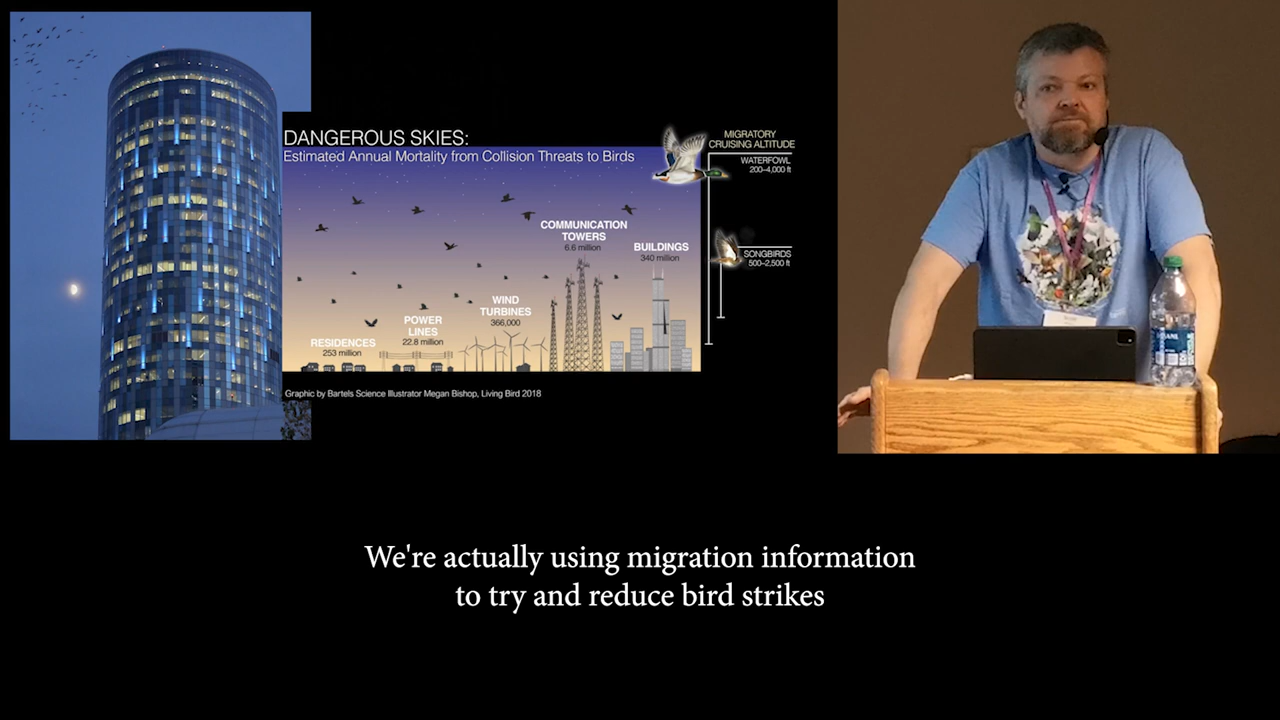 DANGEROUS SKIES:
Estimated Annual Mortality from Collision Threats to Birds
MIGRATORY
CRUISING ALTITUDE
WATERFOWL
200–4,000 ft
SONGBIRDS
500–2,500 ft
COMMUNICATION
TOWERS
6.6 million
BUILDINGS
340 million
WIND
TURBINES
366,000
POWER
LINES
22.8 million
RESIDENCES
253 million
Graphic by Bartels Science Illustrator Megan Bishop, Living Bird 2018
We're actually using migration information
to try and reduce bird strikes